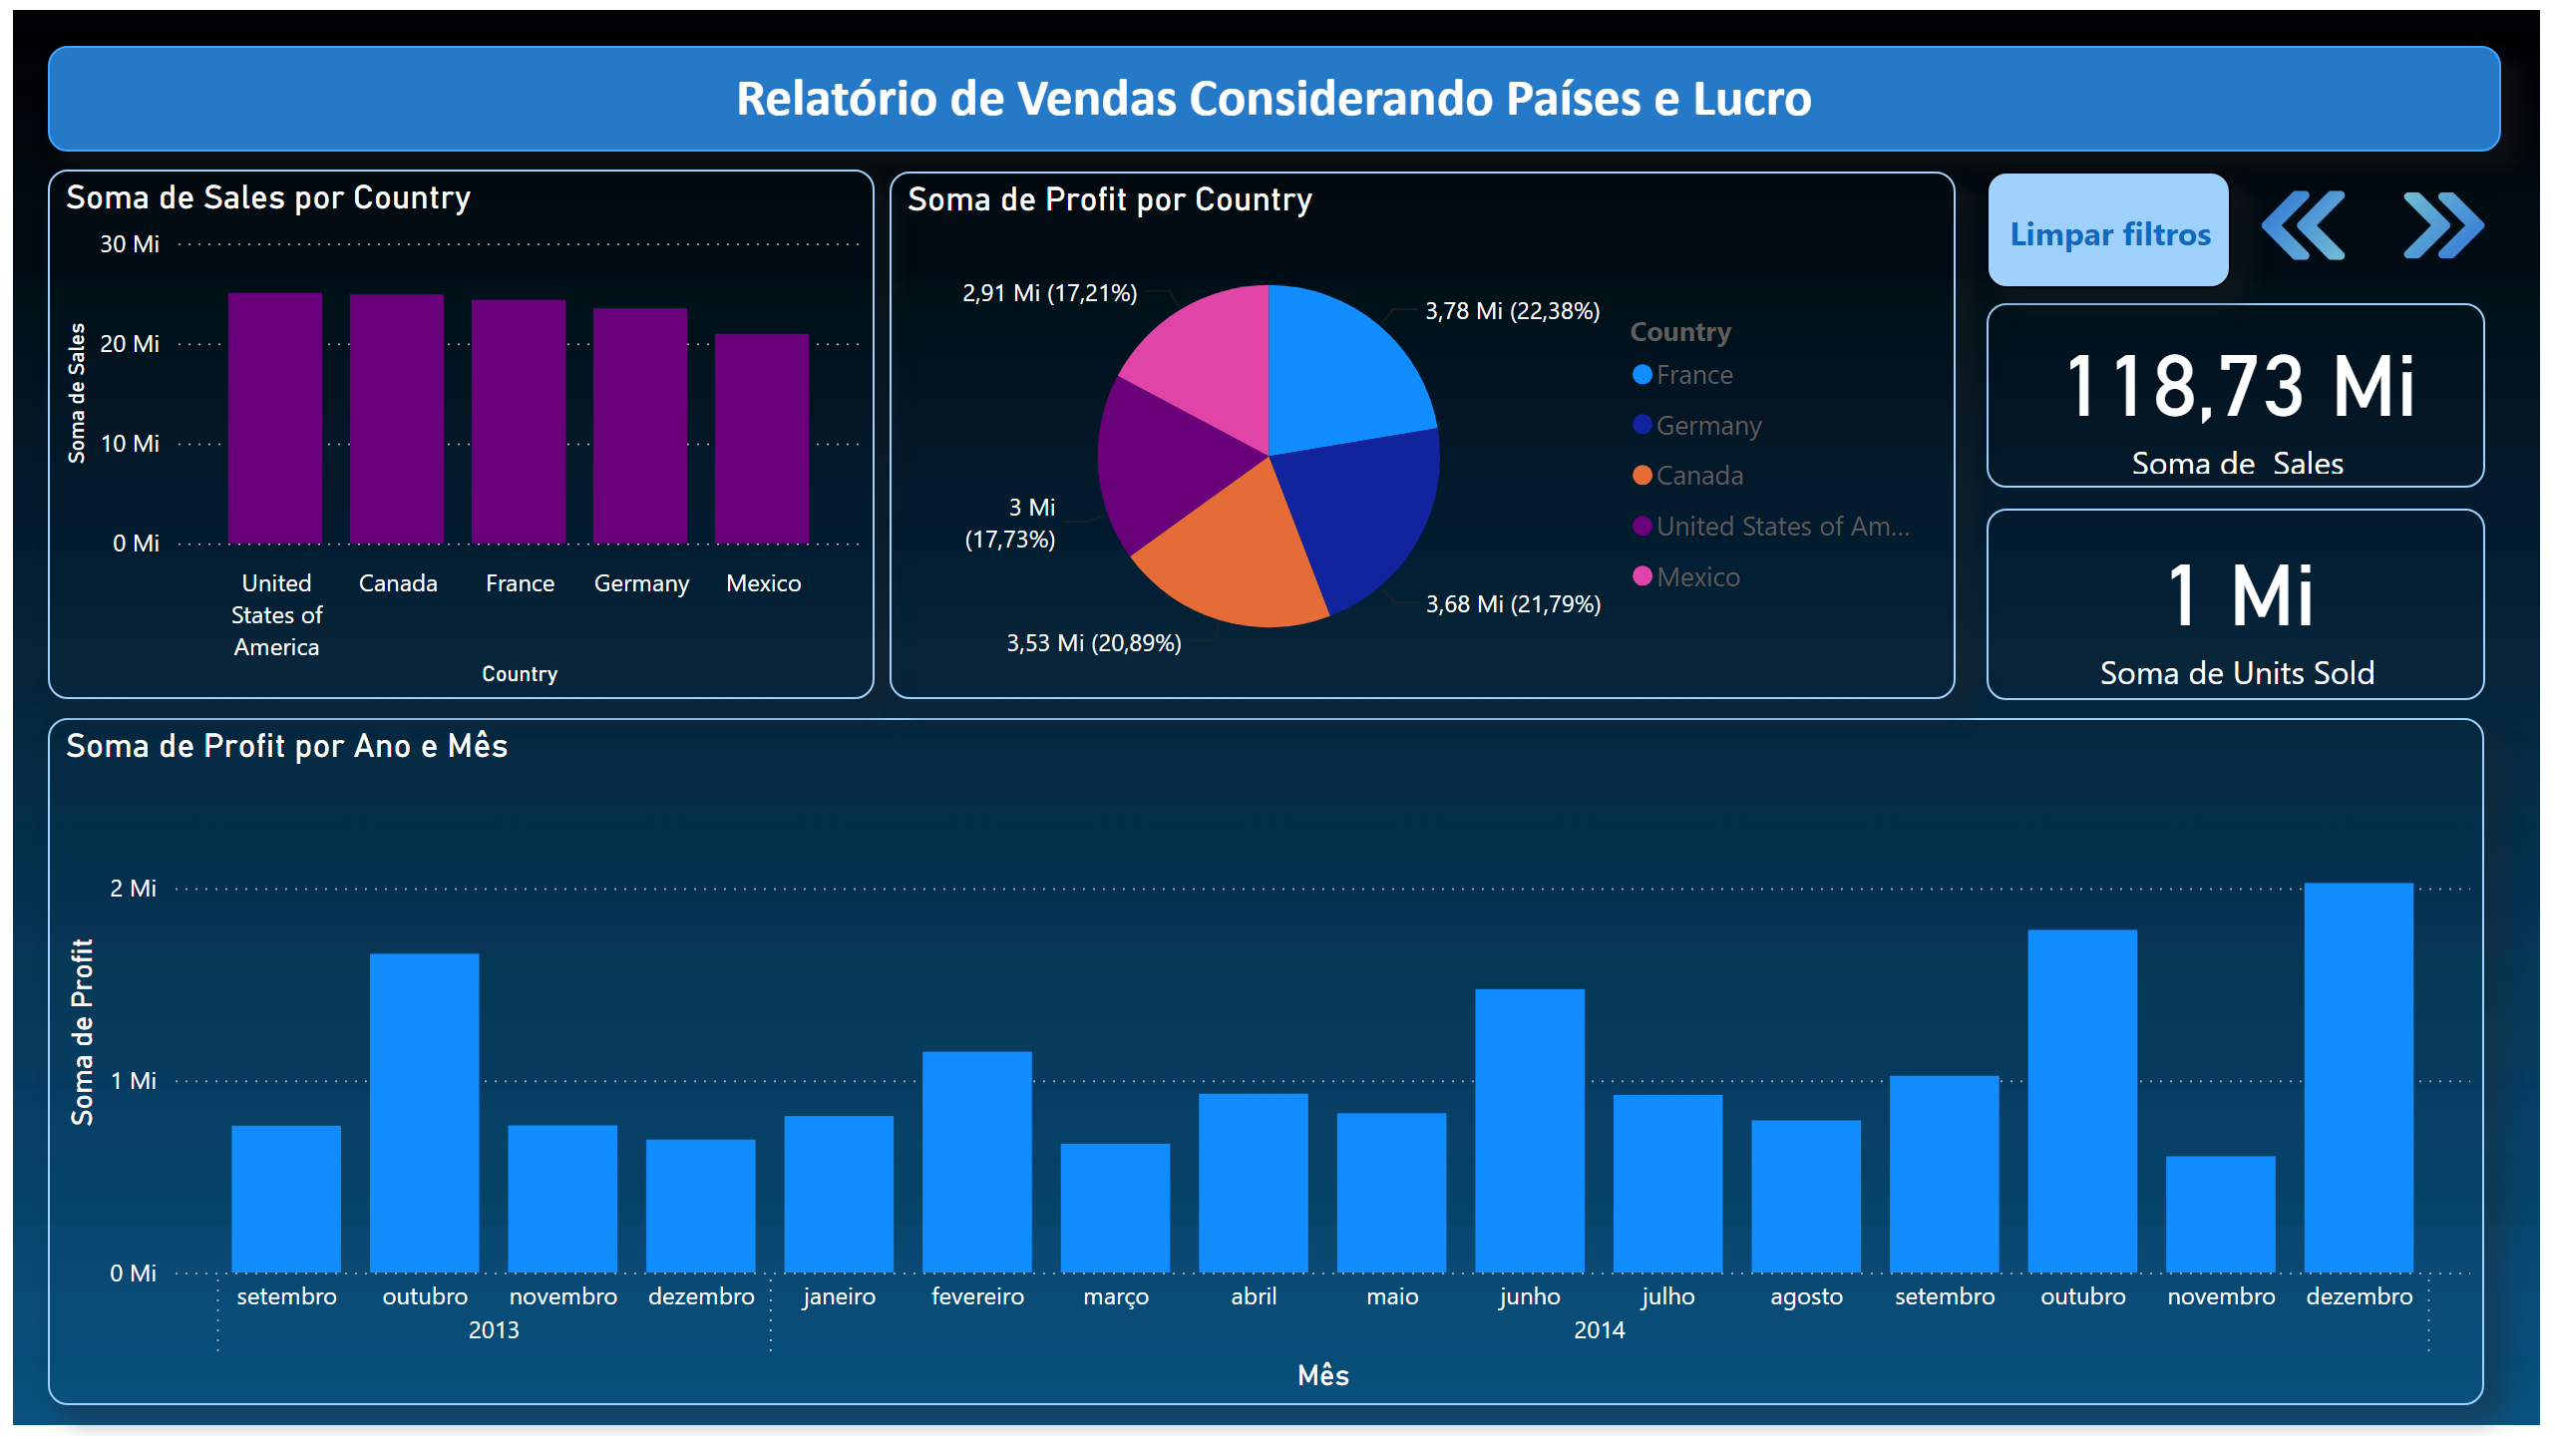 Relatório de Vendas Considerando Países e Lucro
Soma de Sales por Country
30 Mi
20 Mi
10 Mi
0 Mi
Soma de Sales
United
States of
America
Canada
France
Germany
Mexico
Country
Soma de Profit por Country
2,91 Mi (17,21%)
3,78 Mi (22,38%)
3 Mi
(17,73%)
3,53 Mi (20,89%)
3,68 Mi (21,79%)
Country
France
Germany
Canada
United States of Am...
Mexico
Limpar filtros
118,73 Mi
Soma de Sales
1 Mi
Soma de Units Sold
Soma de Profit por Ano e Mês
2 Mi
1 Mi
0 Mi
Soma de Profit
setembro outubro novembro dezembro janeiro fevereiro março abril maio junho julho agosto setembro outubro novembro dezembro
2013 2014
Mês